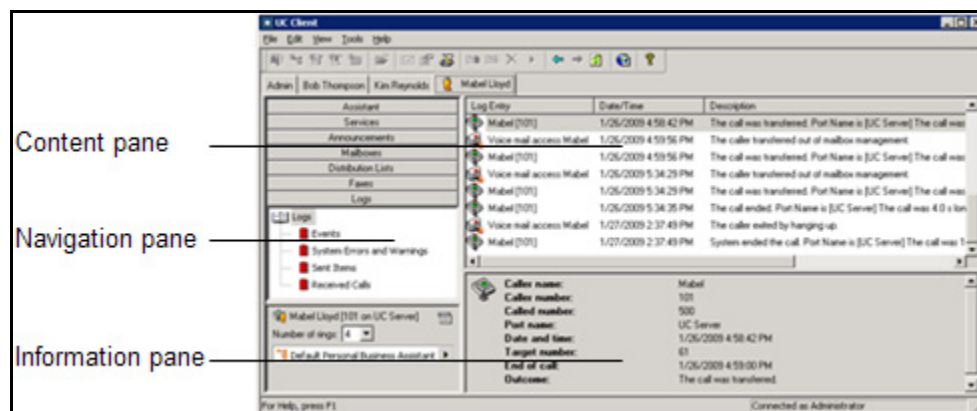 UC Client
File Edit View Tools Help
Admin Bob Thompson Kim Reynolds Mabel Lloyd
Assistant
Services
Announcements
Mailboxes
Distribution Lists
Faxes
Logs
Logs
Events
System Errors and Warnings
Sent Items
Received Calls
Mabel Lloyd [101 on UC Server]
Number of rings: 4
Default Personal Business Assistant
Log Entry Date/Time Description
Mabel [101] 1/26/2009 4:58:42 PM The call was transferred. Port Name is [UC Server] The call was
Voice mail access Mabel 1/26/2009 4:59:56 PM The caller transferred out of mailbox management.
Mabel [101] 1/26/2009 4:59:56 PM The call was transferred. Port Name is [UC Server] The call was
Voice mail access Mabel 1/26/2009 5:34:29 PM The caller transferred out of mailbox management.
Mabel [101] 1/26/2009 5:34:29 PM The call was transferred. Port Name is [UC Server] The call was
Mabel [101] 1/26/2009 5:34:35 PM The call ended. Port Name is [UC Server] The call was 4.0 s lon
Voice mail access Mabel 1/27/2009 2:37:49 PM The caller exited by hanging up.
Mabel [101] 1/27/2009 2:37:49 PM System ended the call. Port Name is [UC Server] The call was 1
Caller name: Mabel
Caller number: 101
Called number: 500
Port name: UC Server
Date and time: 1/26/2009 4:58:42 PM
Target number: 61
End of call: 1/26/2009 4:59:00 PM
Outcome: The call was transferred.
For Help, press F1 Connected as Administrator
Content pane
Navigation pane
Information pane